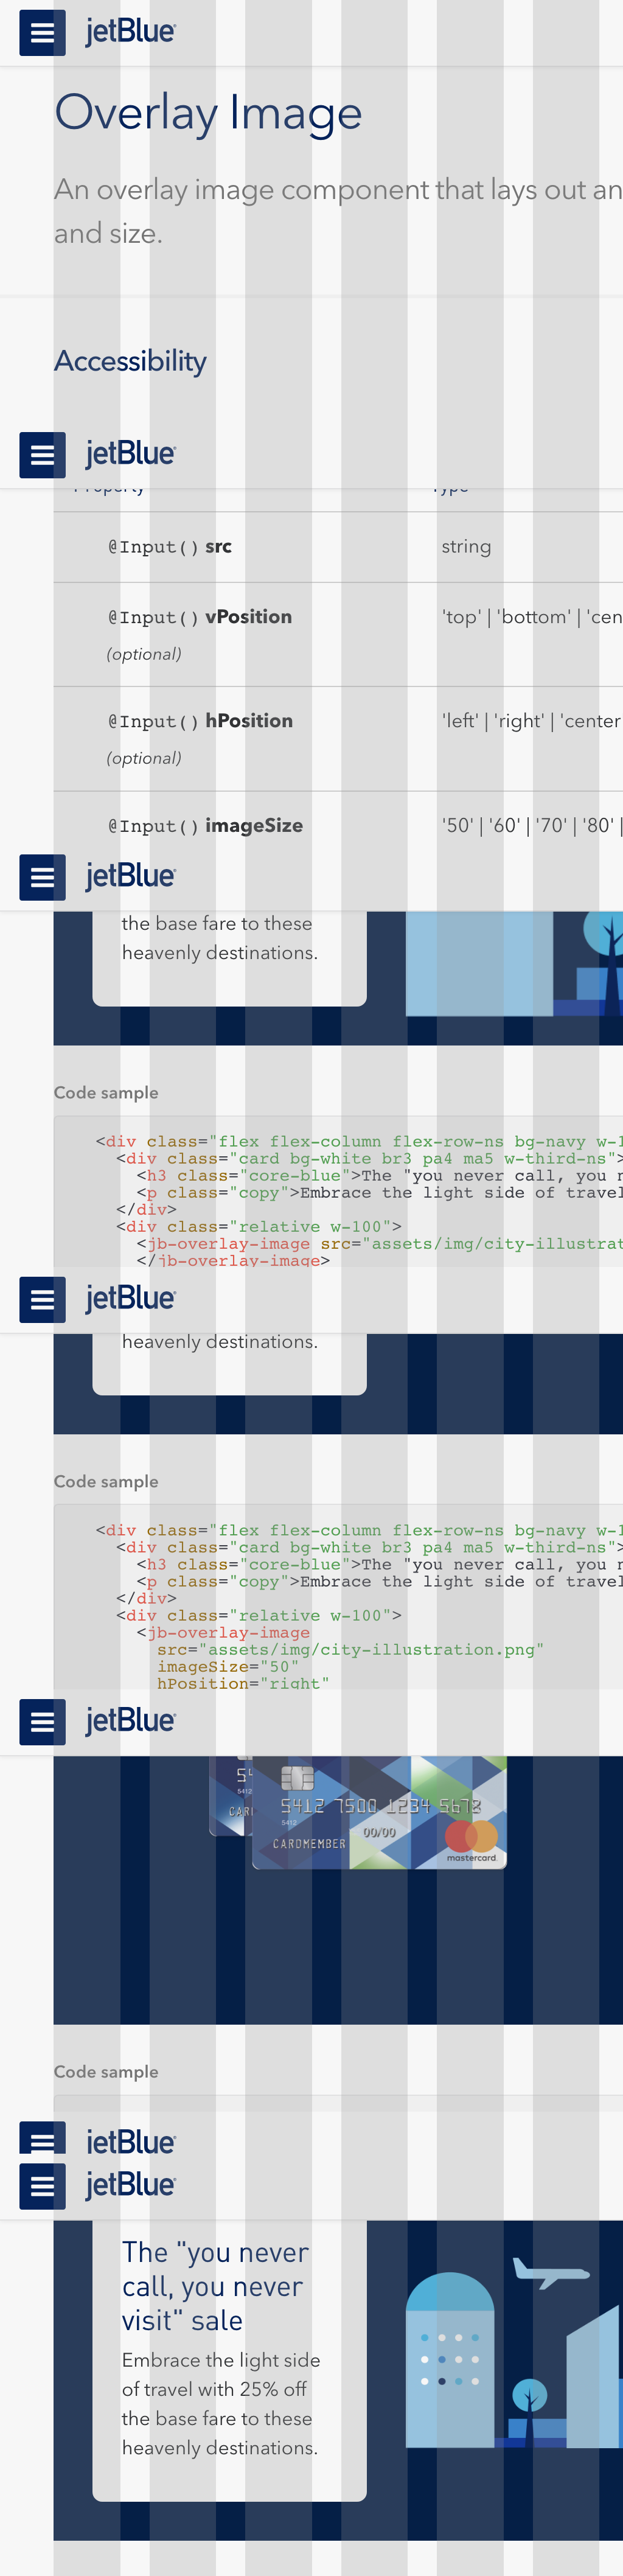 jetBlue
Overlay Image
An overlay image component that lays out an
and size.
Accessibility
jetBlue
Property Type
@Input() src string
@Input() vPosition 'top' | 'bottom' | 'cen
(optional)
@Input() hPosition 'left' | 'right' | 'center
(optional)
@Input() imageSize '50' | '60' | '70' | '80' |
jetBlue
the base fare to these
heavenly destinations.
Code sample
<div class="flex flex-column flex-row-ns bg-navy w-1
<div class="card bg-white br3 pa4 ma5 w-third-ns">
<h3 class="core-blue">The "you never call, you n
<p class="copy">Embrace the light side of travel
</div>
<div class="relative w-100">
<jb-overlay-image src="assets/img/city-illustrat
</jb-overlay-image>
jetBlue
heavenly destinations.
Code sample
<div class="flex flex-column flex-row-ns bg-navy w-1
<div class="card bg-white br3 pa4 ma5 w-third-ns">
<h3 class="core-blue">The "you never call, you n
<p class="copy">Embrace the light side of travel
</div>
<div class="relative w-100">
<jb-overlay-image
src="assets/img/city-illustration.png"
imageSize="50"
hPosition="right"
jetBlue
5412 7500 1234 5678
5412
00/00
CARDMEMBER
mastercard
Code sample
jetBlue
jetBlue
The "you never
call, you never
visit" sale
Embrace the light side
of travel with 25% off
the base fare to these
heavenly destinations.